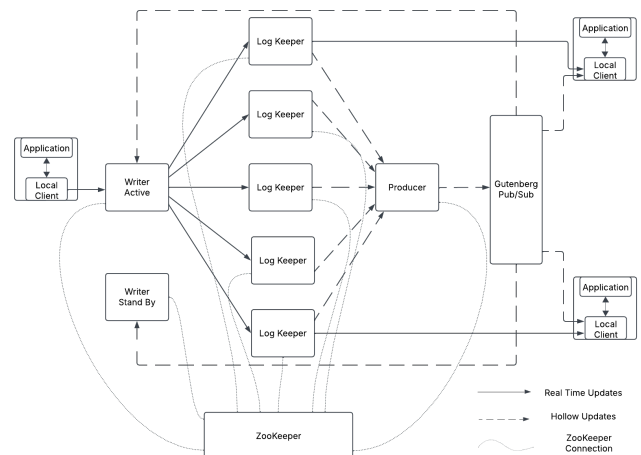 Application
Local
Client
Writer
Active
Writer
Stand By
Log Keeper
Log Keeper
Log Keeper
Log Keeper
Log Keeper
Producer
Gutenberg
Pub/Sub
Application
Local
Client
Application
Local
Client
ZooKeeper
Real Time Updates
Hollow Updates
ZooKeeper
Connection